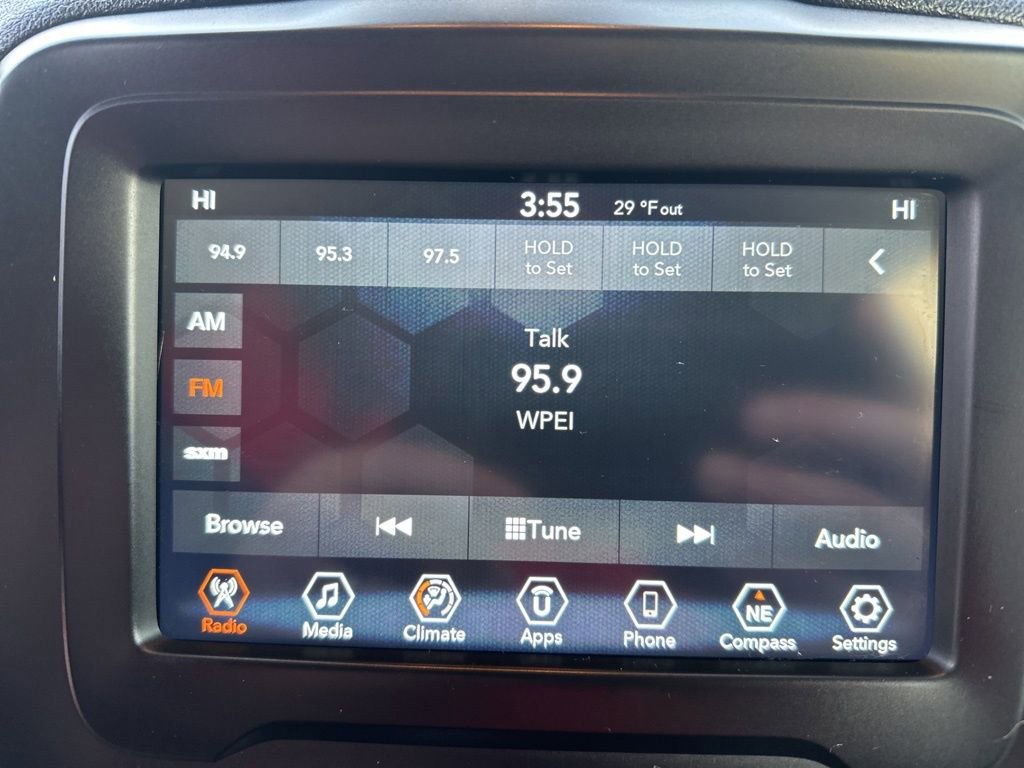 HI 3:55 29 °F out HI
94.9 95.3 97.5 HOLD to Set HOLD to Set HOLD to Set
AM
Talk
FM 95.9
WPEI
sxm
Browse Tune Audio
NE
Radio Media Climate Apps Phone Compass Settings